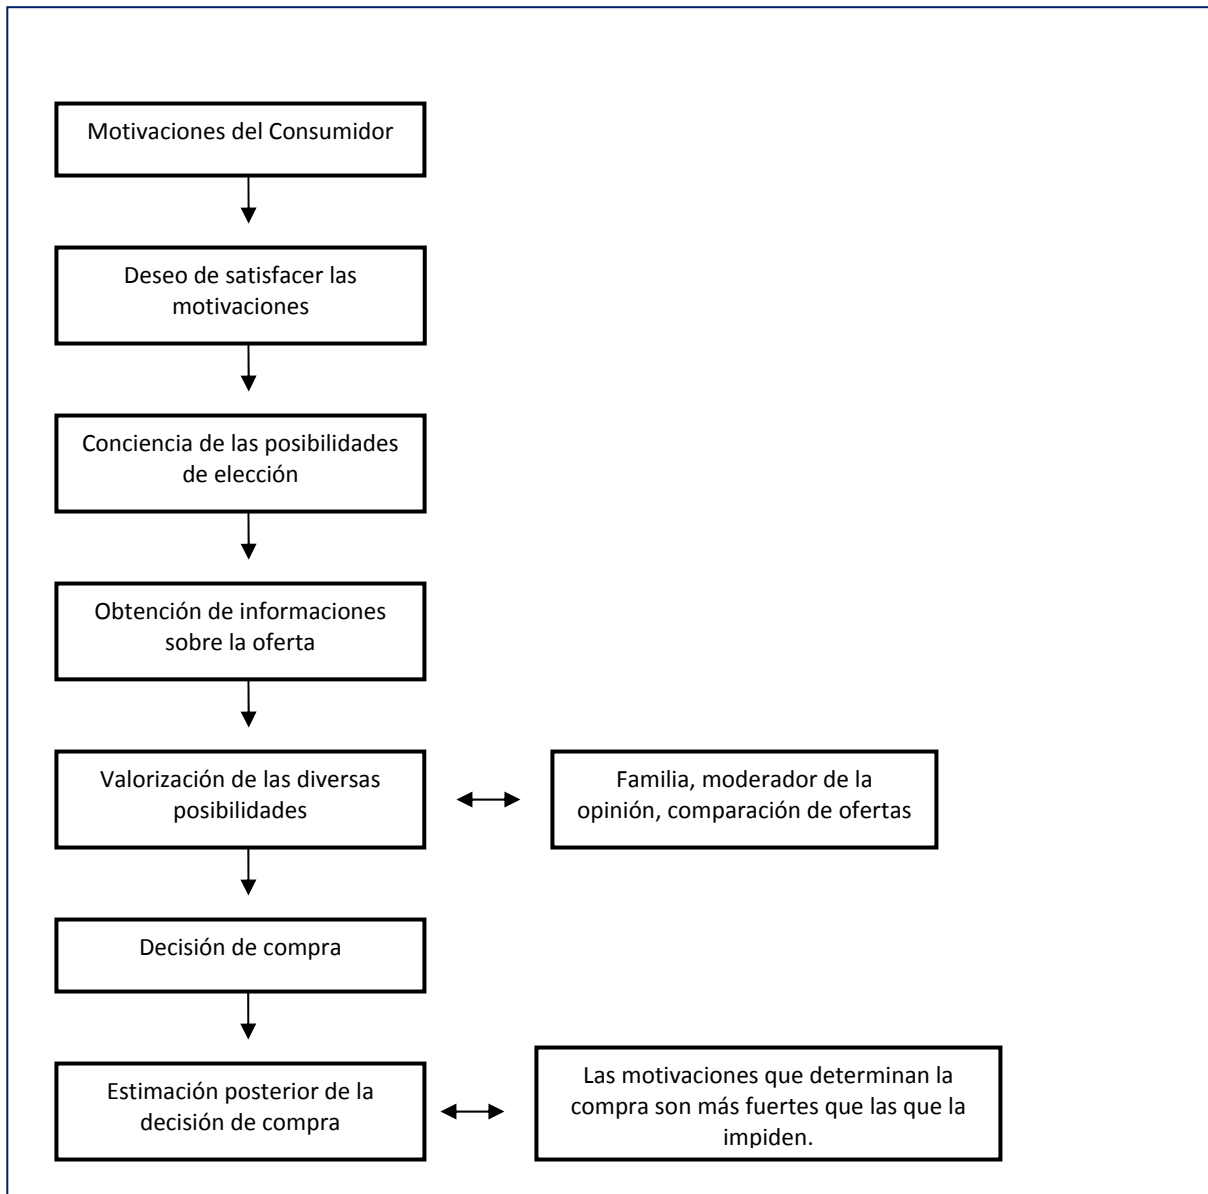 Motivaciones del Consumidor
Deseo de satisfacer las
motivaciones
Conciencia de las posibilidades
de elección
Obtención de informaciones
sobre la oferta
Valorización de las diversas
posibilidades
Familia, moderador de la
opinión, comparación de ofertas
Decisión de compra
Estimación posterior de la
decisión de compra
Las motivaciones que determinan la
compra son más fuertes que las que la
impiden.